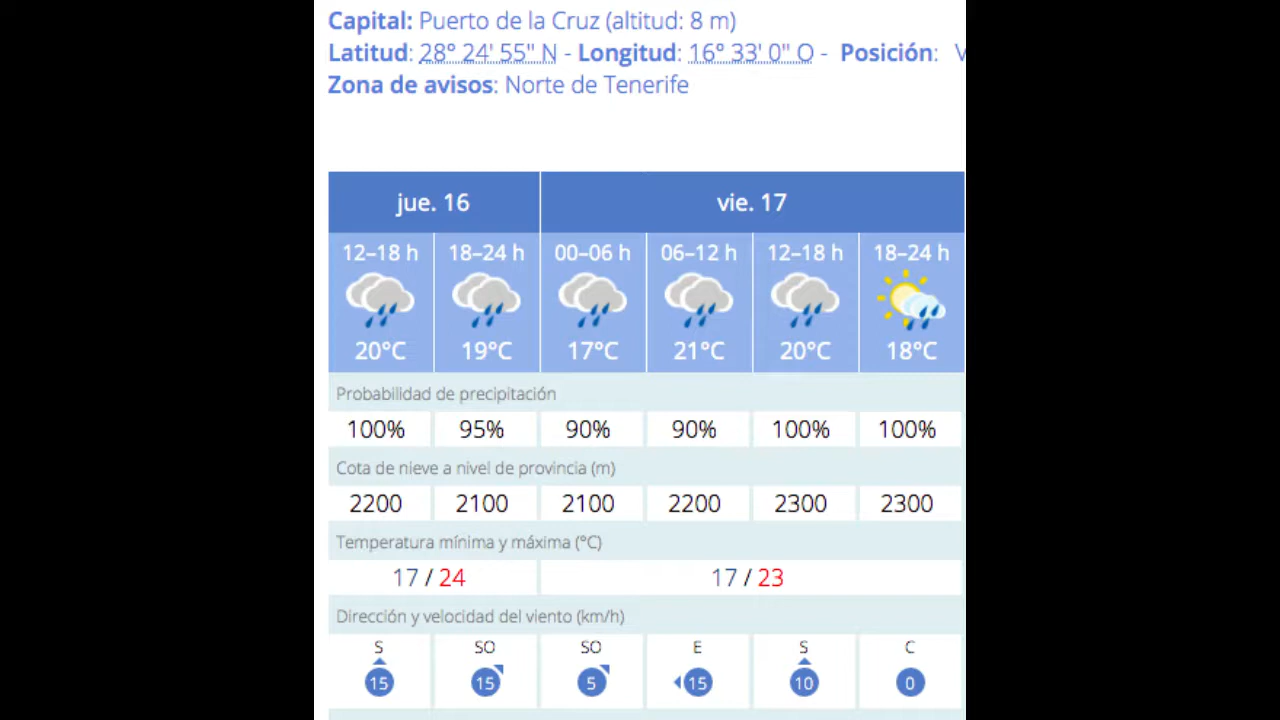 Capital: Puerto de la Cruz (altitud: 8 m)
Latitud: 28° 24' 55'' N - Longitud: 16° 33' 0'' O - Posición:
Zona de avisos: Norte de Tenerife
jue. 16 vie. 17
12–18 h 18–24 h 00–06 h 06–12 h 12–18 h 18–24 h
20°C 19°C 17°C 21°C 20°C 18°C
Probabilidad de precipitación
100% 95% 90% 90% 100% 100%
Cota de nieve a nivel de provincia (m)
2200 2100 2100 2200 2300 2300
Temperatura mínima y máxima (°C)
17 / 24 17 / 23
Dirección y velocidad del viento (km/h)
S SO SO E S C
15 15 5 15 10 0